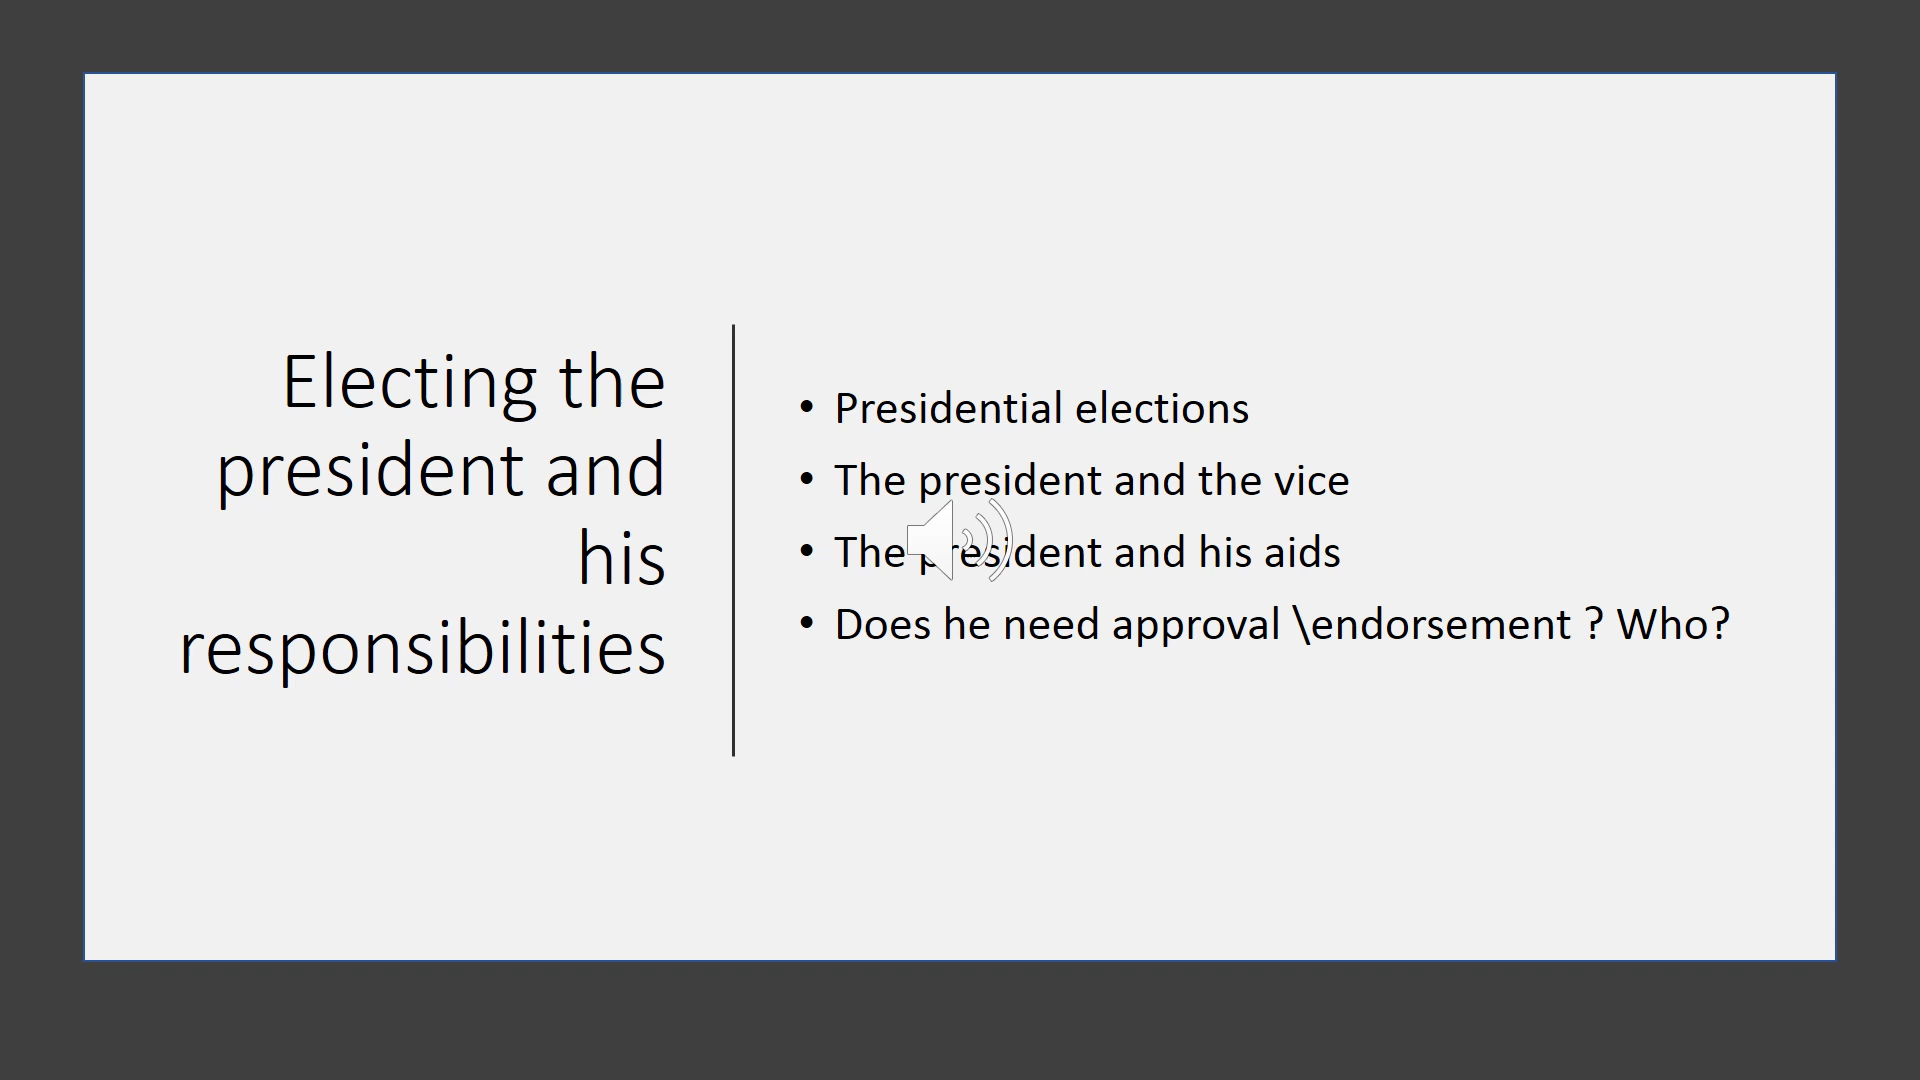 Electing the
president and
his
responsibilities
• Presidential elections
• The president and the vice
• The president and his aids
• Does he need approval \endorsement ? Who?